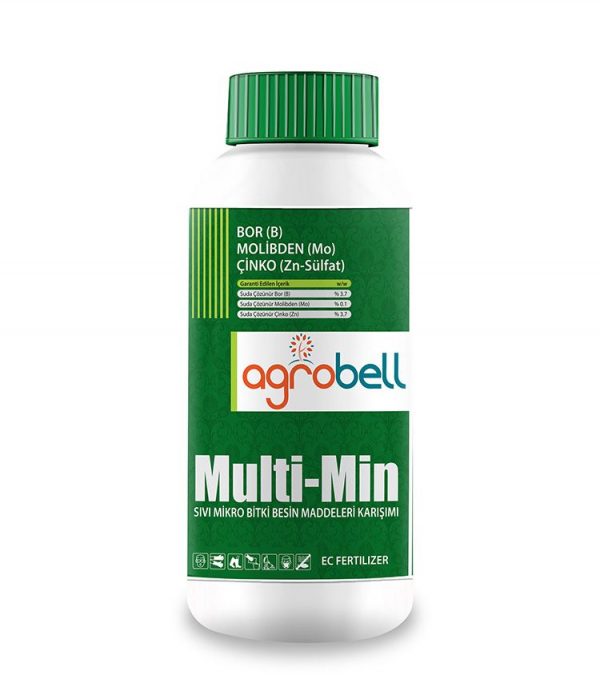 BOR (B)
MOLİBDEN (Mo)
ÇİNKO (Zn-Sülfat)
Garanti Edilen İçerik w/w
Suda Çözünür Bor (B) % 3.7
Suda Çözünür Molibden (Mo) % 0.1
Suda Çözünür Çinko (Zn) % 3.7
agrobell
Multi-Min
SIVI MİKRO BİTKİ BESİN MADDELERİ KARIŞIMI
EC FERTILIZER